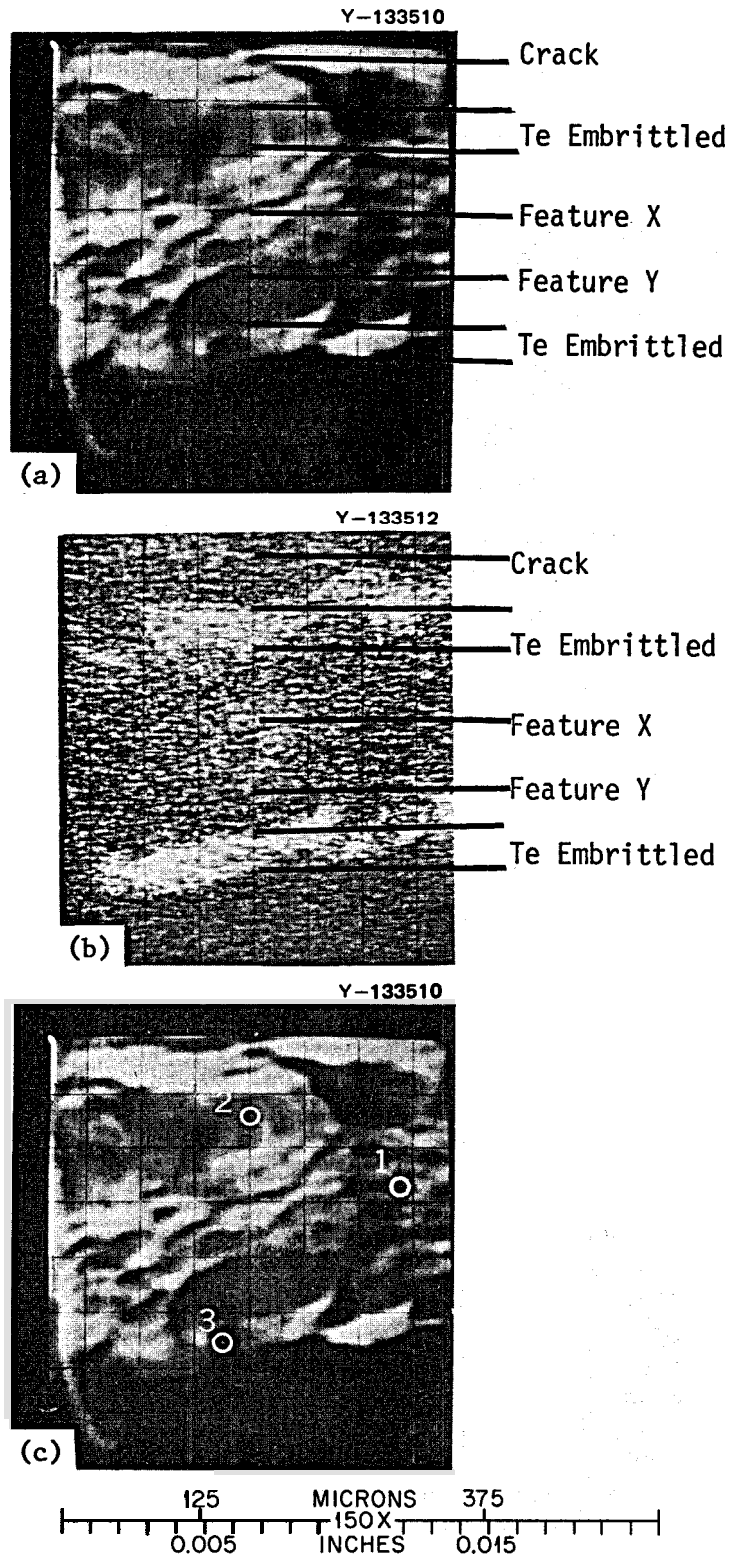 Y-133510
Crack
Te Embrittled
Feature X
Feature Y
Te Embrittled
(a)
Y-133512
Crack
Te Embrittled
Feature X
Feature Y
Te Embrittled
(b)
Y-133510
2
1
3
(c)
125 MICRONS 375
150X
0.005 INCHES 0.015